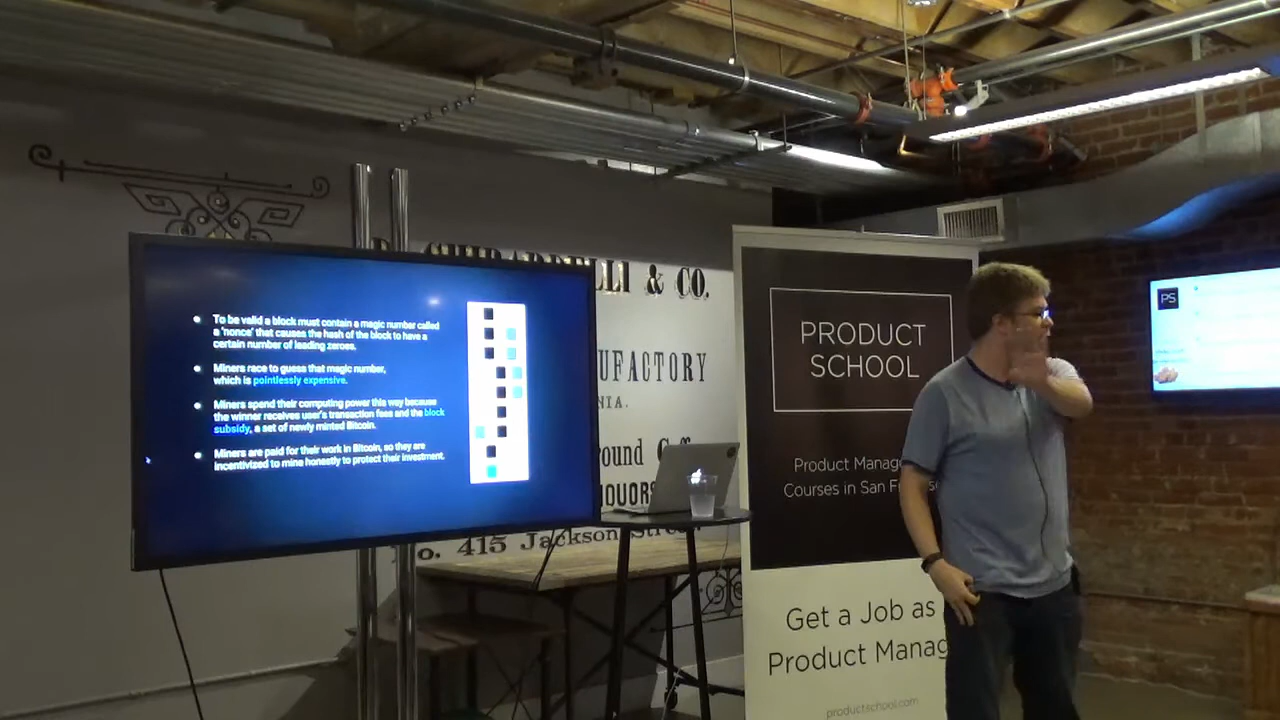 To be valid a block must contain a magic number called
a 'nonce' that causes the hash of the block to have a
certain number of leading zeroes.
Miners race to guess that magic number,
which is pointlessly expensive.
Miners spend their computing power this way because
the winner receives user's transaction fees and the block
subsidy, a set of newly minted Bitcoin.
Miners are paid for their work in Bitcoin, so they are
incentivized to mine honestly to protect their investment.
& CO.
No. 415 Jackson Street
PRODUCT
SCHOOL
Product Manag
Courses in San Fr
Get a Job as
Product Manag
productschool.com
PS